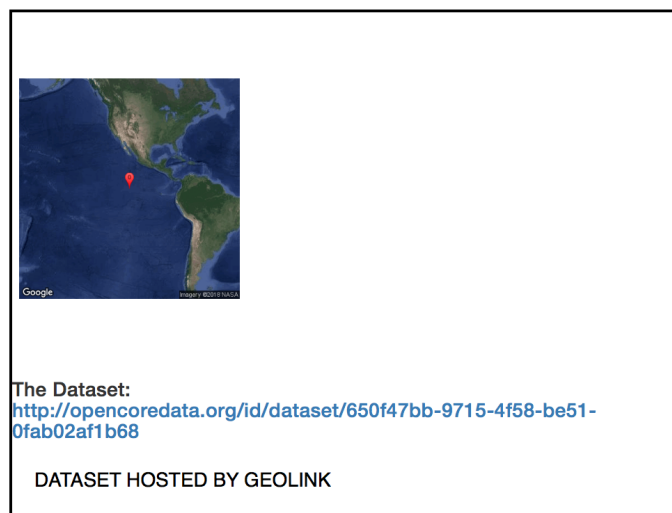 Google
Imagery ©2018 NASA
The Dataset:
http://opencoredata.org/id/dataset/650f47bb-9715-4f58-be51-
0fab02af1b68
DATASET HOSTED BY GEOLINK